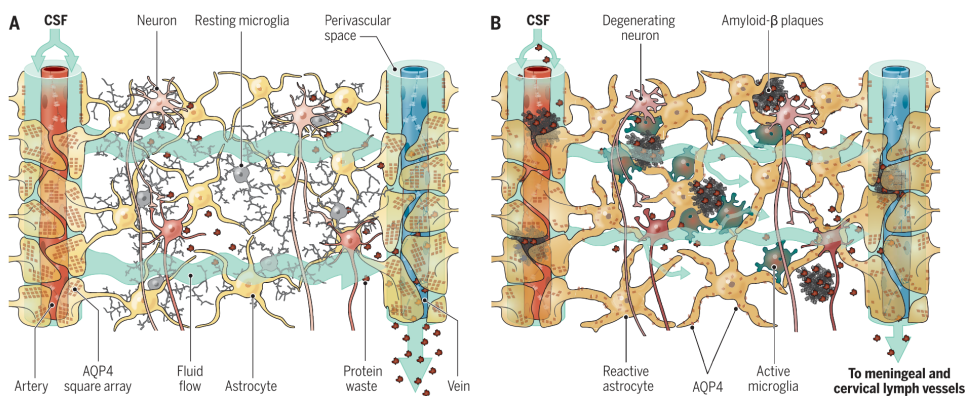 A
CSF
Neuron
Resting microglia
Perivascular
space
Artery
AQP4
square array
Fluid
flow
Astrocyte
Protein
waste
Vein
B
CSF
Degenerating
neuron
Amyloid-β plaques
Reactive
astrocyte
AQP4
Active
microglia
To meningeal and
cervical lymph vessels